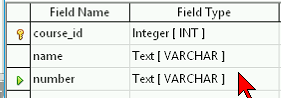 Field Name Field Type
course_id Integer [ INT ]
name Text [ VARCHAR ]
number Text [ VARCHAR ]